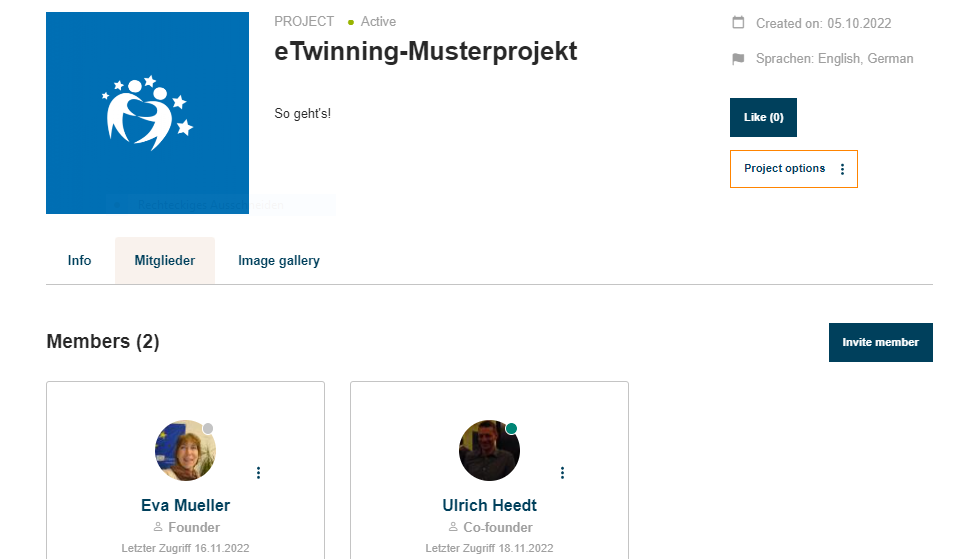 PROJECT Active
eTwinning-Musterprojekt
So geht's!
Created on: 05.10.2022
Sprachen: English, German
Like (0)
Project options
Info Mitglieder Image gallery
Members (2)
Invite member
Eva Mueller
Founder
Letzter Zugriff 16.11.2022
Ulrich Heedt
Co-founder
Letzter Zugriff 18.11.2022